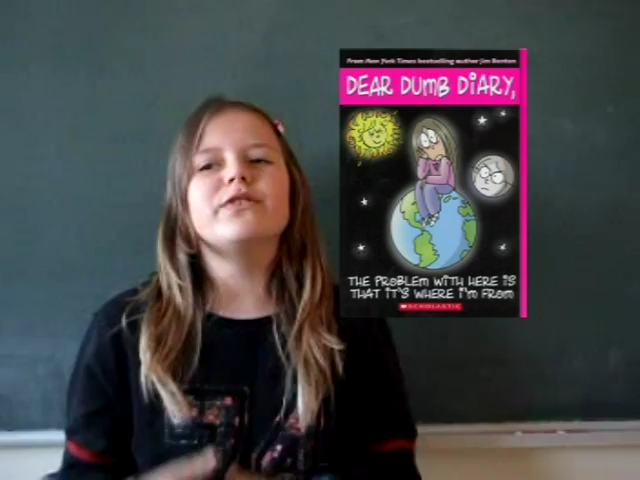 From New York Times bestselling author Jim Benton
DEAR DUMB DIARY,
THE PROBLEM WITH HERE IS
THAT IT'S WHERE I'M FROM
SCHOLASTIC